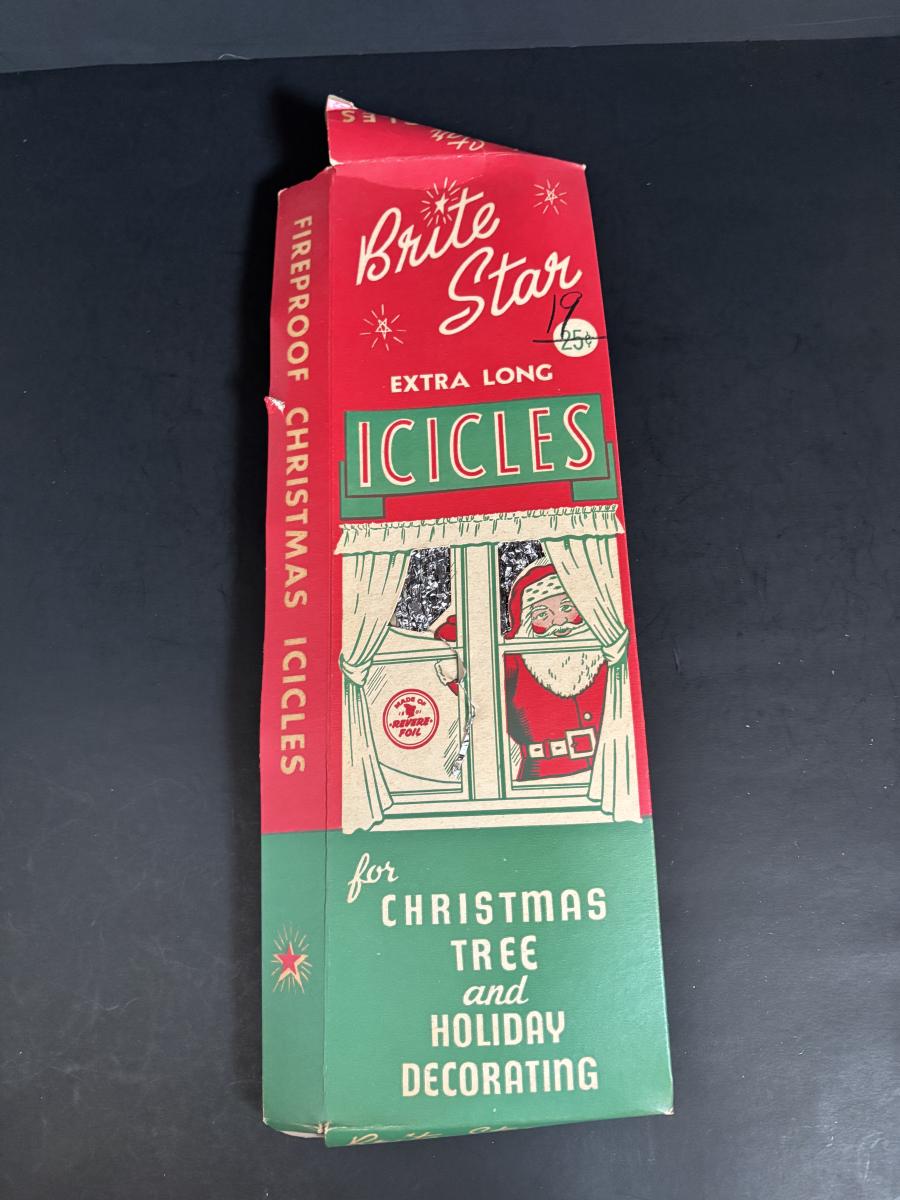 Brite
Star
19
25¢
EXTRA LONG
ICICLES
MADE OF
1801
REVERE
FOIL
for
CHRISTMAS
TREE
and
HOLIDAY
DECORATING
FIREPROOF CHRISTMAS ICICLES